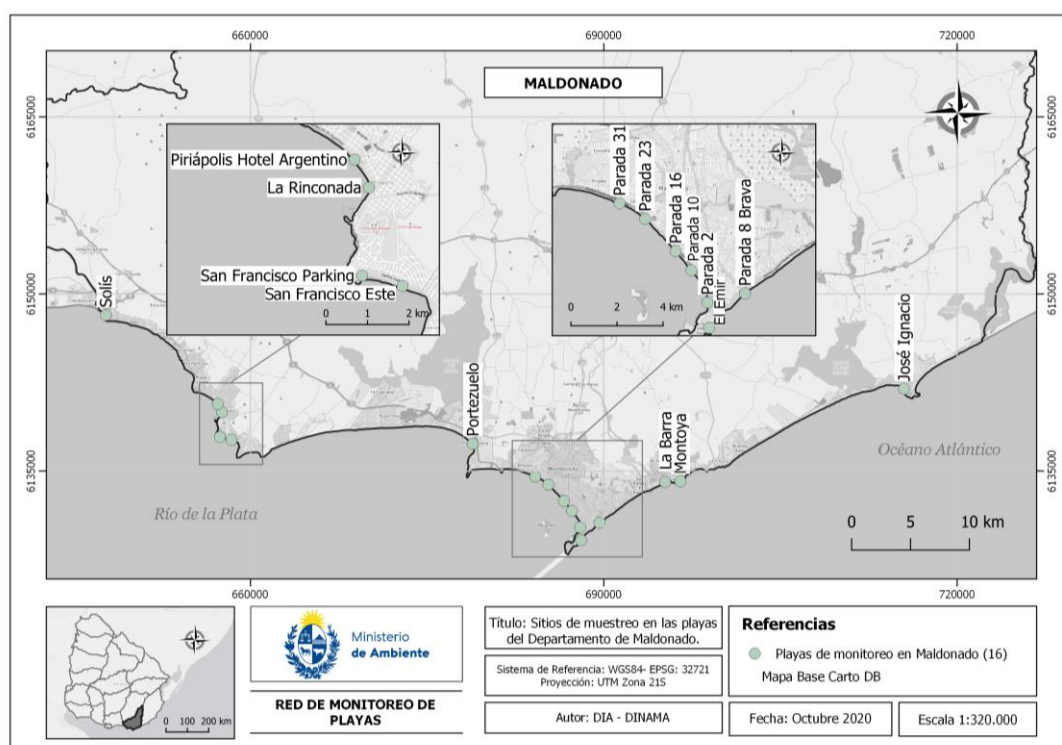 660000
690000
720000
MALDONADO
6165000
6165000
6150000
6150000
6135000
6135000
Piriápolis Hotel Argentino
La Rinconada
San Francisco Parking
San Francisco Este
0 1 2 km
Parada 31
Parada 23
Parada 16
Parada 10
Parada 2
El Emir
Parada 8 Brava
0 2 4 km
Solís
Portezuelo
La Barra
Montoya
José Ignacio
Río de la Plata
Océano Atlántico
0 5 10 km
660000
690000
720000
0 100 200 km
Ministerio
de Ambiente
RED DE MONITOREO DE
PLAYAS
Título: Sitios de muestreo en las playas
del Departamento de Maldonado.
Sistema de Referencia: WGS84- EPSG: 32721
Proyección: UTM Zona 21S
Autor: DIA - DINAMA
Referencias
Playas de monitoreo en Maldonado (16)
Mapa Base Carto DB
Fecha: Octubre 2020
Escala 1:320.000